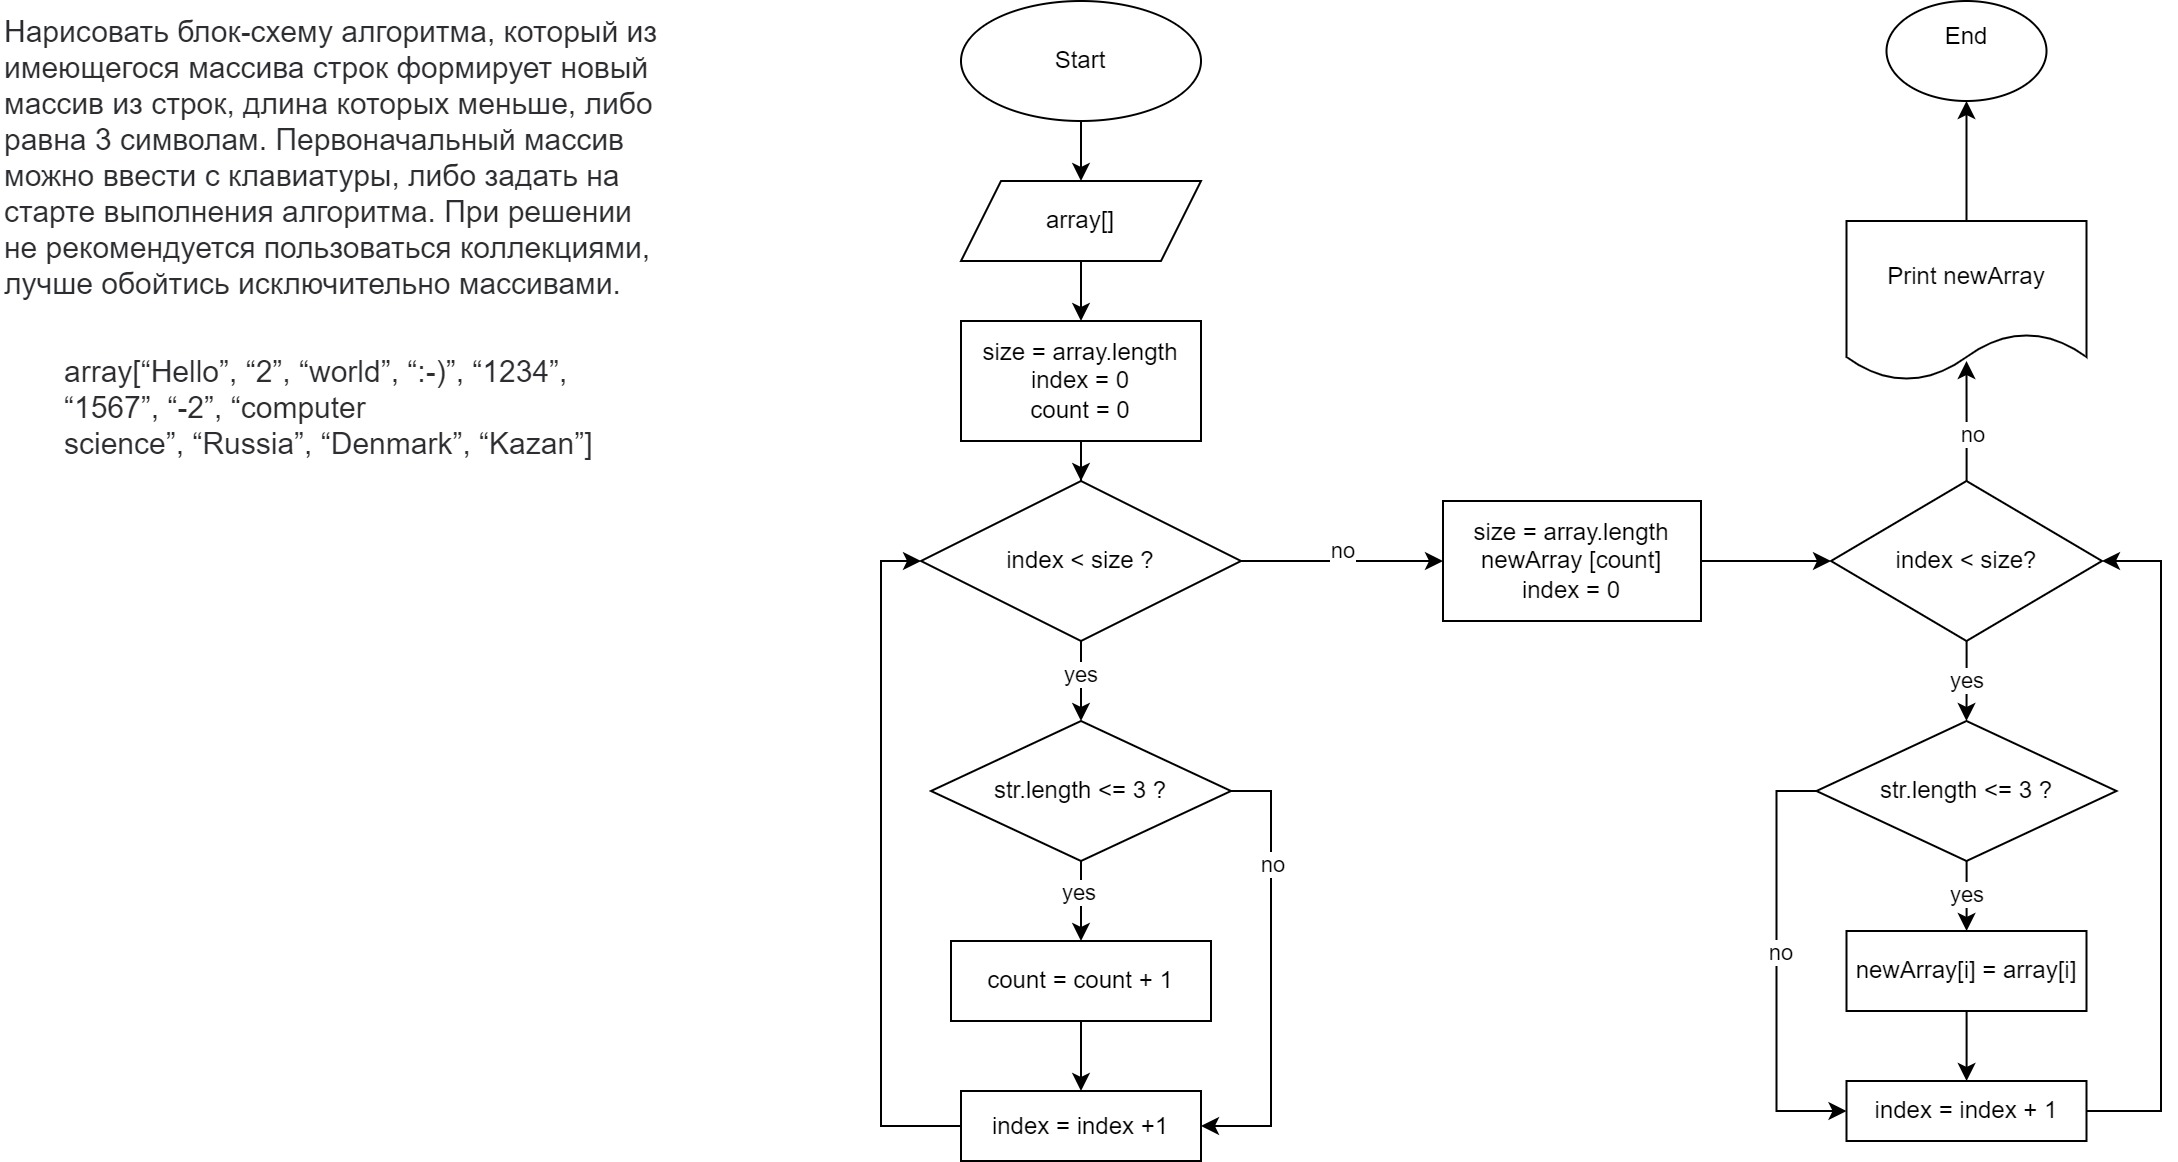 Нарисовать блок-схему алгоритма, который из
имеющегося массива строк формирует новый
массив из строк, длина которых меньше, либо
равна 3 символам. Первоначальный массив
можно ввести с клавиатуры, либо задать на
старте выполнения алгоритма. При решении
не рекомендуется пользоваться коллекциями,
лучше обойтись исключительно массивами.
array[“Hello”, “2”, “world”, “:-)”, “1234”,
“1567”, “-2”, “computer
science”, “Russia”, “Denmark”, “Kazan”]
Start
array[]
size = array.length
index = 0
count = 0
index < size ?
yes
no
str.length <= 3 ?
yes
no
count = count + 1
index = index +1
size = array.length
newArray [count]
index = 0
index < size?
yes
no
str.length <= 3 ?
yes
no
newArray[i] = array[i]
index = index + 1
Print newArray
End